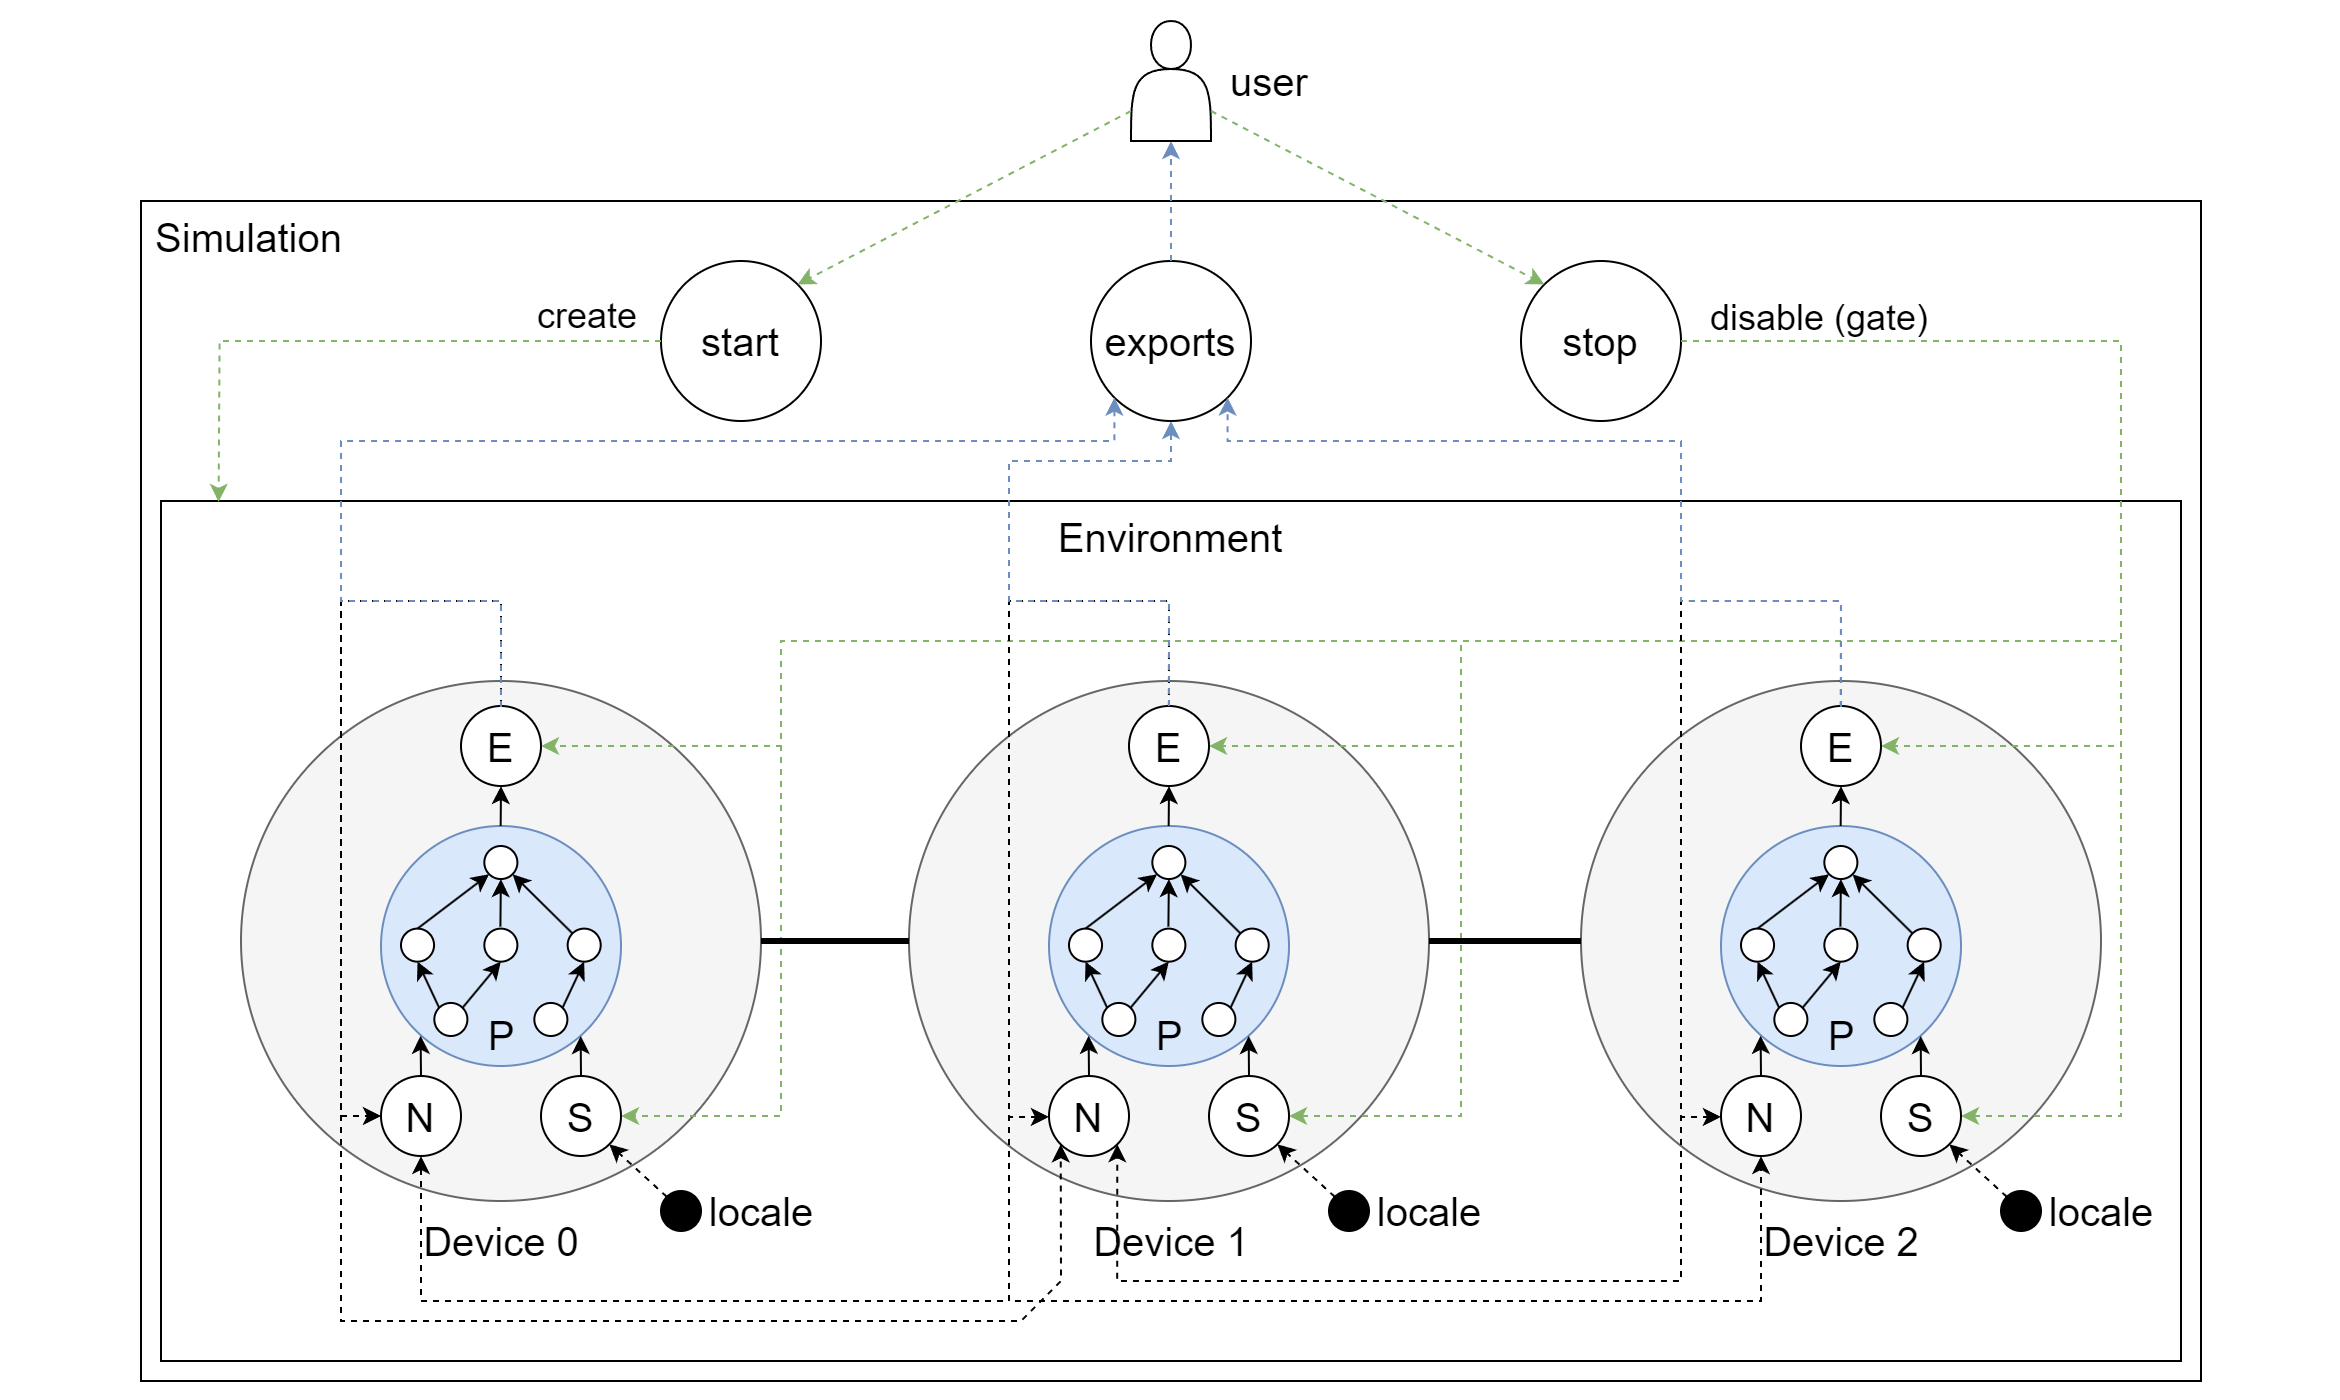 user
Simulation
create
disable (gate)
start
exports
stop
Environment
E
E
E
P
P
P
N
S
N
S
N
S
locale
locale
locale
Device 0
Device 1
Device 2